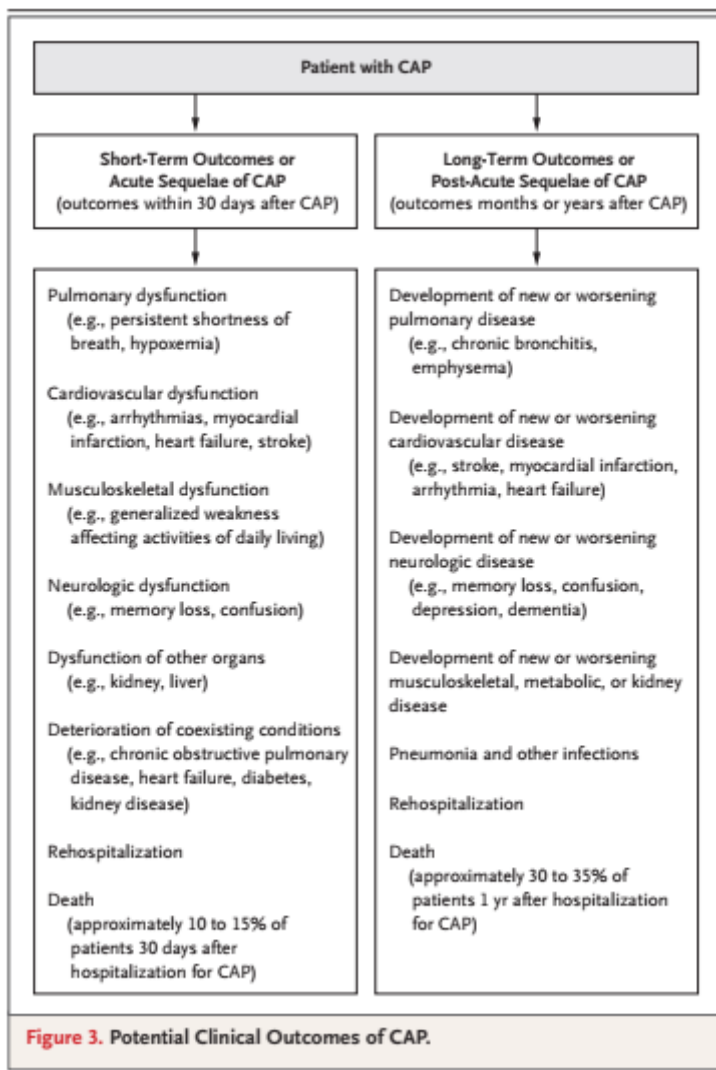 Patient with CAP
Short-Term Outcomes or
Acute Sequelae of CAP
(outcomes within 30 days after CAP)
Pulmonary dysfunction
(e.g., persistent shortness of
breath, hypoxemia)
Cardiovascular dysfunction
(e.g., arrhythmias, myocardial
infarction, heart failure, stroke)
Musculoskeletal dysfunction
(e.g., generalized weakness
affecting activities of daily living)
Neurologic dysfunction
(e.g., memory loss, confusion)
Dysfunction of other organs
(e.g., kidney, liver)
Deterioration of coexisting conditions
(e.g., chronic obstructive pulmonary
disease, heart failure, diabetes,
kidney disease)
Rehospitalization
Death
(approximately 10 to 15% of
patients 30 days after
hospitalization for CAP)
Long-Term Outcomes or
Post-Acute Sequelae of CAP
(outcomes months or years after CAP)
Development of new or worsening
pulmonary disease
(e.g., chronic bronchitis,
emphysema)
Development of new or worsening
cardiovascular disease
(e.g., stroke, myocardial infarction,
arrhythmia, heart failure)
Development of new or worsening
neurologic disease
(e.g., memory loss, confusion,
depression, dementia)
Development of new or worsening
musculoskeletal, metabolic, or kidney
disease
Pneumonia and other infections
Rehospitalization
Death
(approximately 30 to 35% of
patients 1 yr after hospitalization
for CAP)
Figure 3. Potential Clinical Outcomes of CAP.